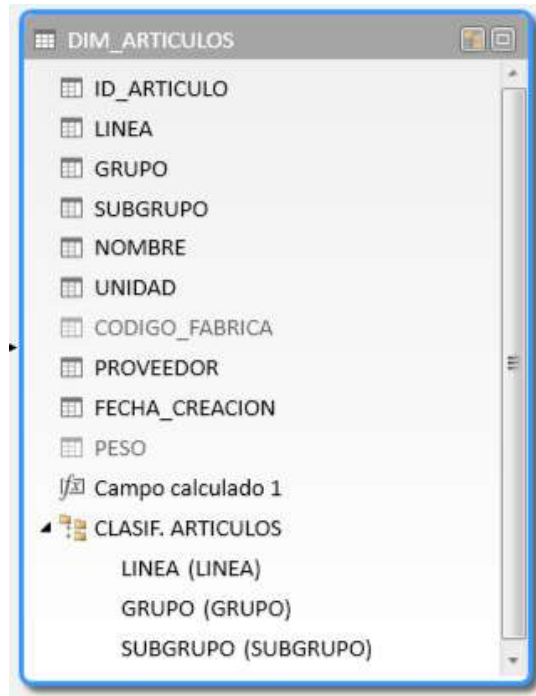 DIM_ARTICULOS
ID_ARTICULO
LINEA
GRUPO
SUBGRUPO
NOMBRE
UNIDAD
CODIGO_FABRICA
PROVEEDOR
FECHA_CREACION
PESO
fx Campo calculado 1
CLASIF. ARTICULOS
LINEA (LINEA)
GRUPO (GRUPO)
SUBGRUPO (SUBGRUPO)